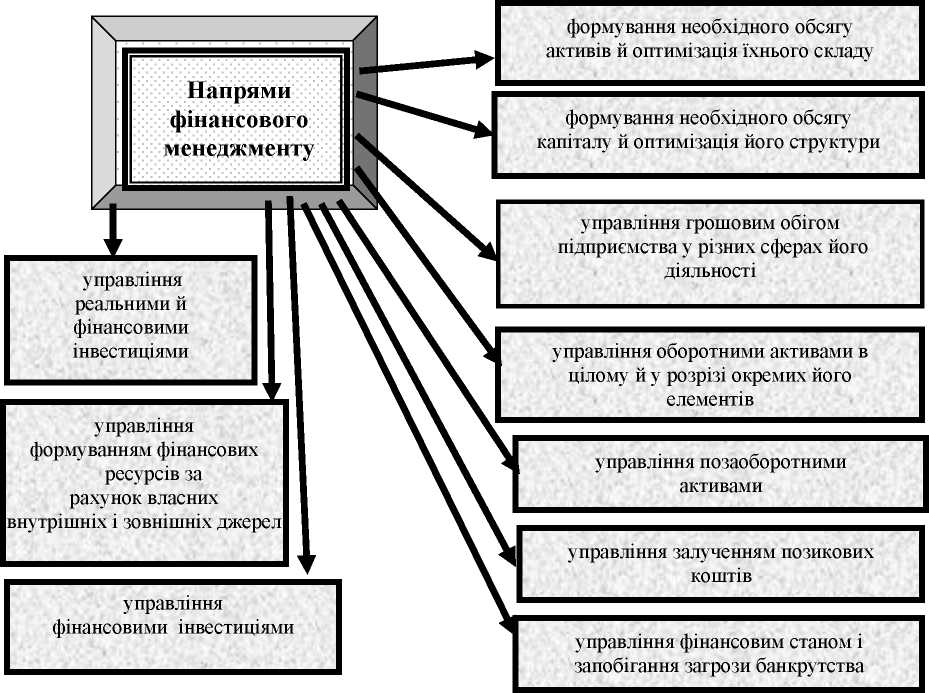 Напрями
фінансового
менеджменту
формування необхідного обсягу
активів й оптимізація їхнього складу
формування необхідного обсягу
капіталу й оптимізація його структури
управління грошовим обігом
підприємства у різних сферах його
діяльності
управління оборотними активами в
цілому й у розрізі окремих його
елементів
управління позаоборотними
активами
управління залученням позикових
коштів
управління фінансовим станом і
запобігання загрози банкрутства
управління
реальними й
фінансовими
інвестиціями
управління
формуванням фінансових
ресурсів за
рахунок власних
внутрішніх і зовнішніх джерел
управління
фінансовими інвестиціями